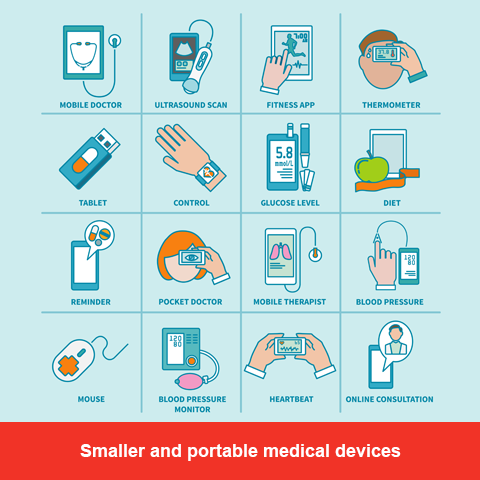 7:00
MOBILE DOCTOR ULTRASOUND SCAN FITNESS APP THERMOMETER
5.8
mmol/L
TABLET CONTROL GLUCOSE LEVEL DIET
120
80
REMINDER POCKET DOCTOR MOBILE THERAPIST BLOOD PRESSURE
120
80
MOUSE BLOOD PRESSURE HEARTBEAT ONLINE CONSULTATION
MONITOR
Smaller and portable medical devices